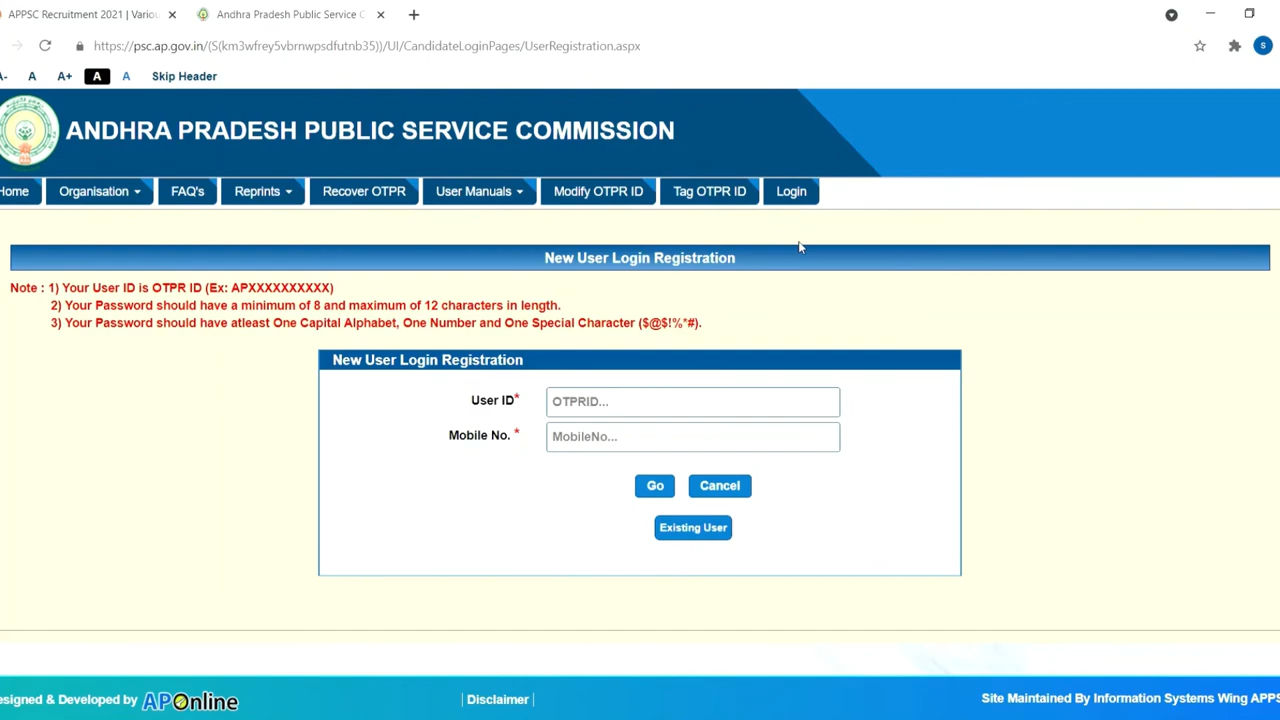 APPSC Recruitment 2021 | Variou
Andhra Pradesh Public Service C
https://psc.ap.gov.in/(S(km3wfrey5vbrnwpsdfutnb35))/UI/CandidateLoginPages/UserRegistration.aspx
S
A- A A+ A A Skip Header
ANDHRA PRADESH PUBLIC SERVICE COMMISSION
Home Organisation FAQ's Reprints Recover OTPR User Manuals Modify OTPR ID Tag OTPR ID Login
New User Login Registration
Note : 1) Your User ID is OTPR ID (Ex: APXXXXXXXXXX)
2) Your Password should have a minimum of 8 and maximum of 12 characters in length.
3) Your Password should have atleast One Capital Alphabet, One Number and One Special Character ($@$!%*#).
New User Login Registration
User ID* OTPRID...
Mobile No. * MobileNo...
Go Cancel
Existing User
esigned & Developed by APOnline | Disclaimer | Site Maintained By Information Systems Wing APPS